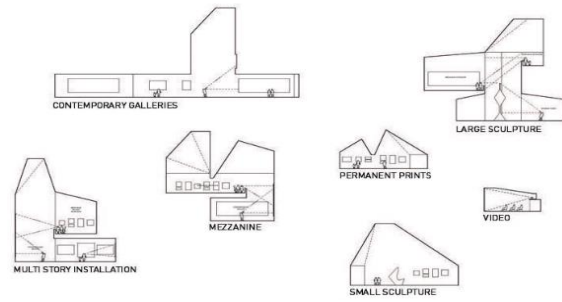 CONTEMPORARY GALLERIES
LARGE SCULPTURE
PERMANENT PRINTS
MEZZANINE
VIDEO
MULTI STORY INSTALLATION
SMALL SCULPTURE